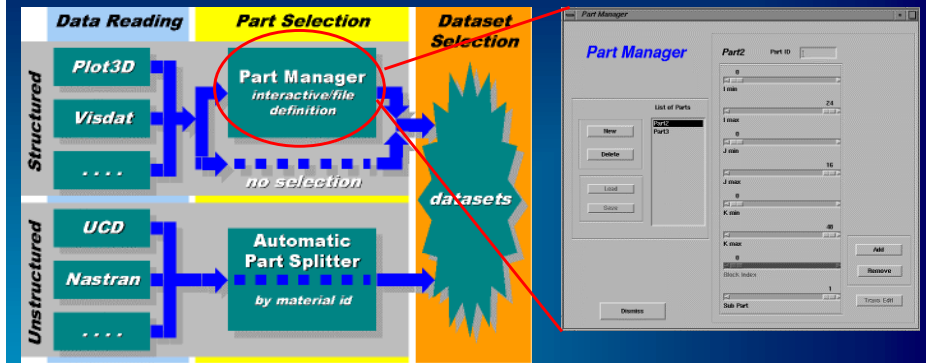 Data Reading
Part Selection
Dataset
Selection
Structured
Plot3D
Visdat
. . . .
Part Manager
interactive/file
definition
no selection
datasets
Unstructured
UCD
Nastran
. . . .
Automatic
Part Splitter
by material id
Part Manager
Part Manager
Part2
Part ID
List of Parts
Part2
Part3
New
Delete
Load
Save
Dismiss
0
I min
24
I max
0
J min
16
J max
0
K min
48
K max
0
Block Index
1
Sub Part
Add
Remove
Trans Edit